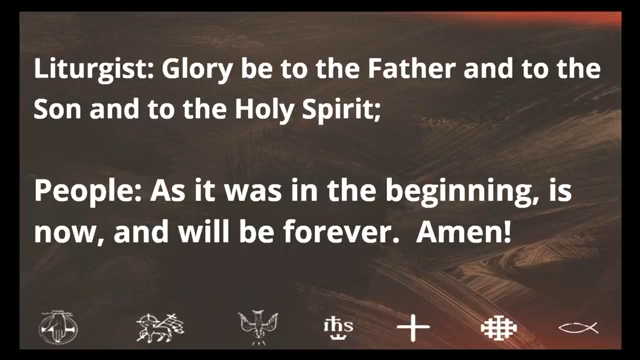 Liturgist: Glory be to the Father and to the
Son and to the Holy Spirit;
People: As it was in the beginning, is
now, and will be forever.  Amen!
ihs